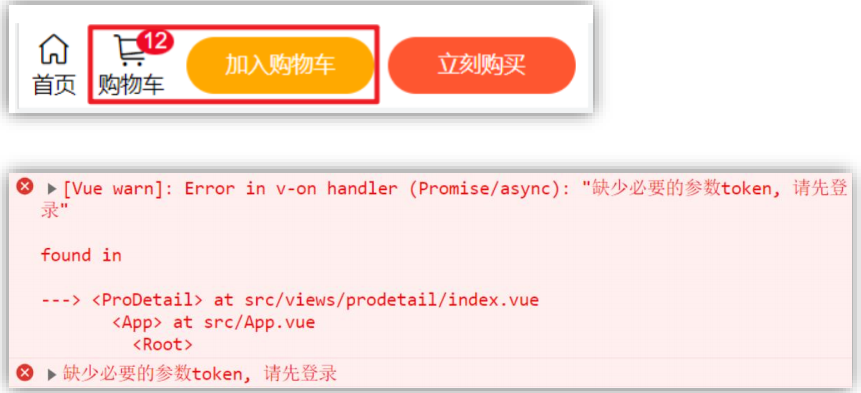 12
加入购物车
立刻购买
首页
购物车
[Vue warn]: Error in v-on handler (Promise/async): "缺少必要的参数token, 请先登
录"
found in
---> <ProDetail> at src/views/prodetail/index.vue
<App> at src/App.vue
<Root>
缺少必要的参数token, 请先登录